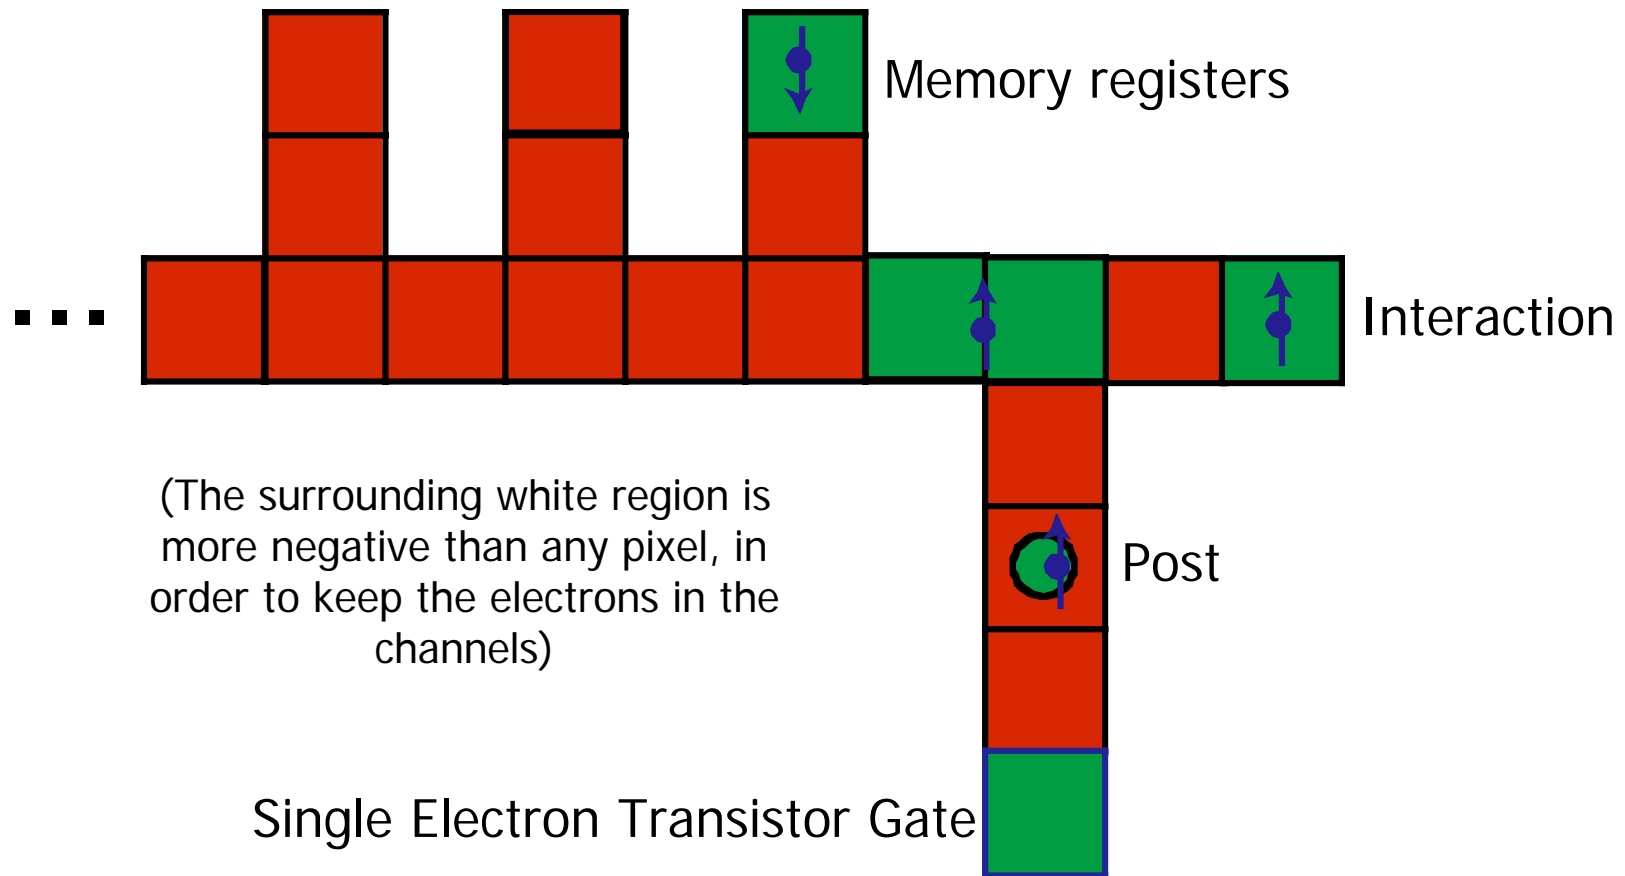 Memory registers
Interaction
(The surrounding white region is
more negative than any pixel, in
order to keep the electrons in the
channels)
Post
Single Electron Transistor Gate